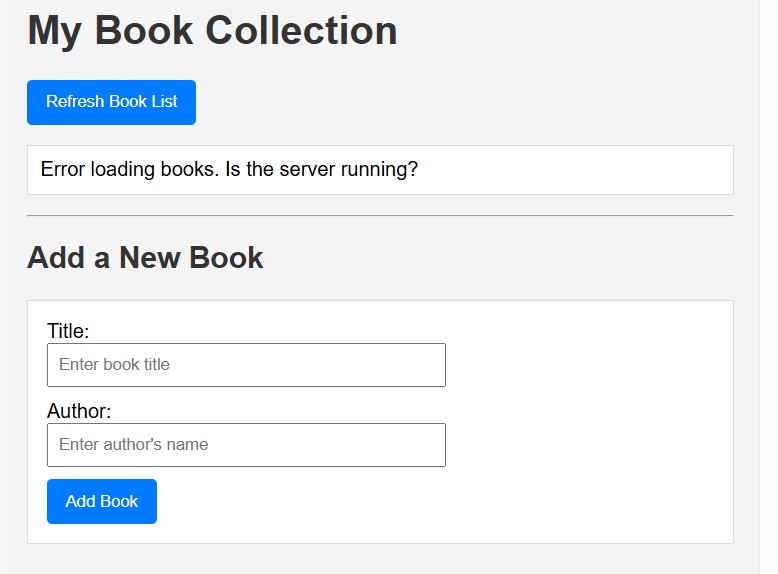 My Book Collection
Refresh Book List
Error loading books. Is the server running?
Add a New Book
Title:
Enter book title
Author:
Enter author's name
Add Book